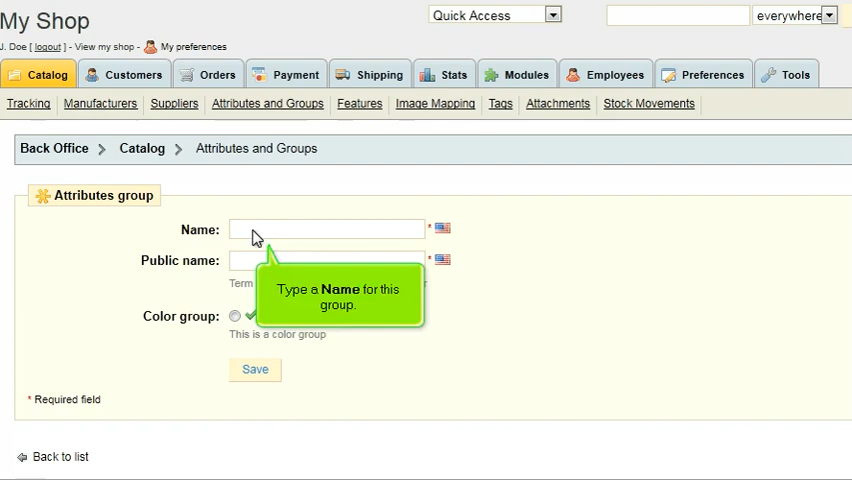 My Shop
Quick Access
everywhere
J. Doe [ logout ] - View my shop - My preferences
Catalog Customers Orders Payment Shipping Stats Modules Employees Preferences Tools
Tracking Manufacturers Suppliers Attributes and Groups Features Image Mapping Tags Attachments Stock Movements
Back Office Catalog Attributes and Groups
Attributes group
Name: *
Public name: *
Term
Type a Name for this
group.
Color group:
This is a color group
Save
* Required field
Back to list